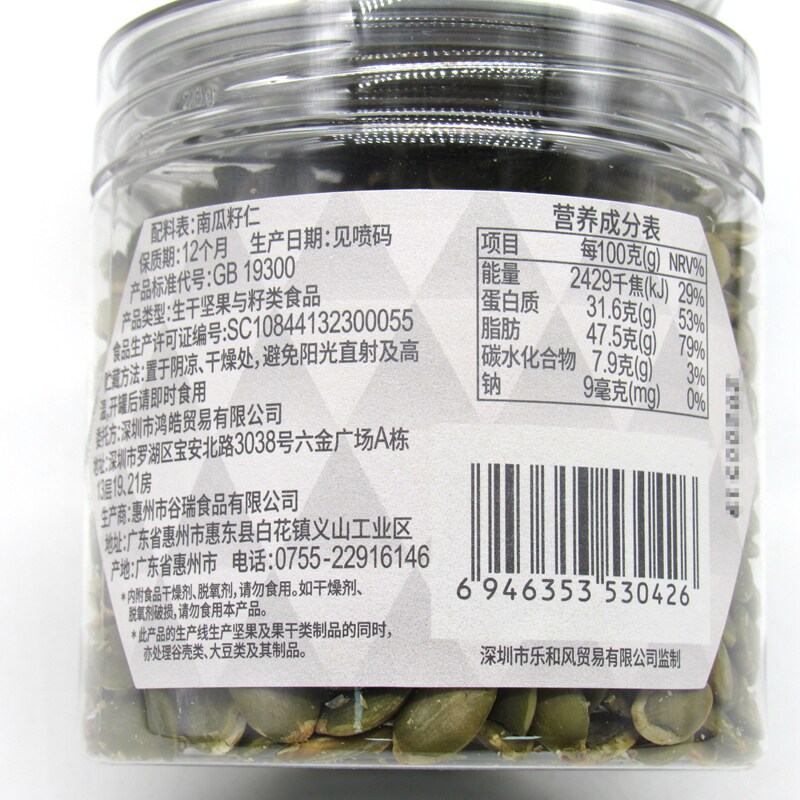 配料表:南瓜籽仁
保质期:12个月 生产日期:见喷码
产品标准代号:GB 19300
产品类型:生干坚果与籽类食品
食品生产许可证编号:SC10844132300055
贮藏方法:置于阴凉、干燥处,避免阳光直射及高
温,开罐后请即时食用
委托方:深圳市鸿皓贸易有限公司
地址:深圳市罗湖区宝安北路3038号六金广场A栋
13层19、21房
生产商:惠州市谷瑞食品有限公司
地址:广东省惠州市惠东县白花镇义山工业区
产地:广东省惠州市 电话:0755-22916146
*内附食品干燥剂、脱氧剂,请勿食用。如干燥剂、
脱氧剂破损,请勿食用本产品。
*此产品的生产线生产坚果及果干类制品的同时,
亦处理谷壳类、大豆类及其制品。
营养成分表
项目 每100克(g) NRV%
能量 2429千焦(kJ) 29%
蛋白质 31.6克(g) 53%
脂肪 47.5克(g) 79%
碳水化合物 7.9克(g) 3%
钠 9毫克(mg) 0%
6 946353 530426
深圳市乐和风贸易有限公司监制